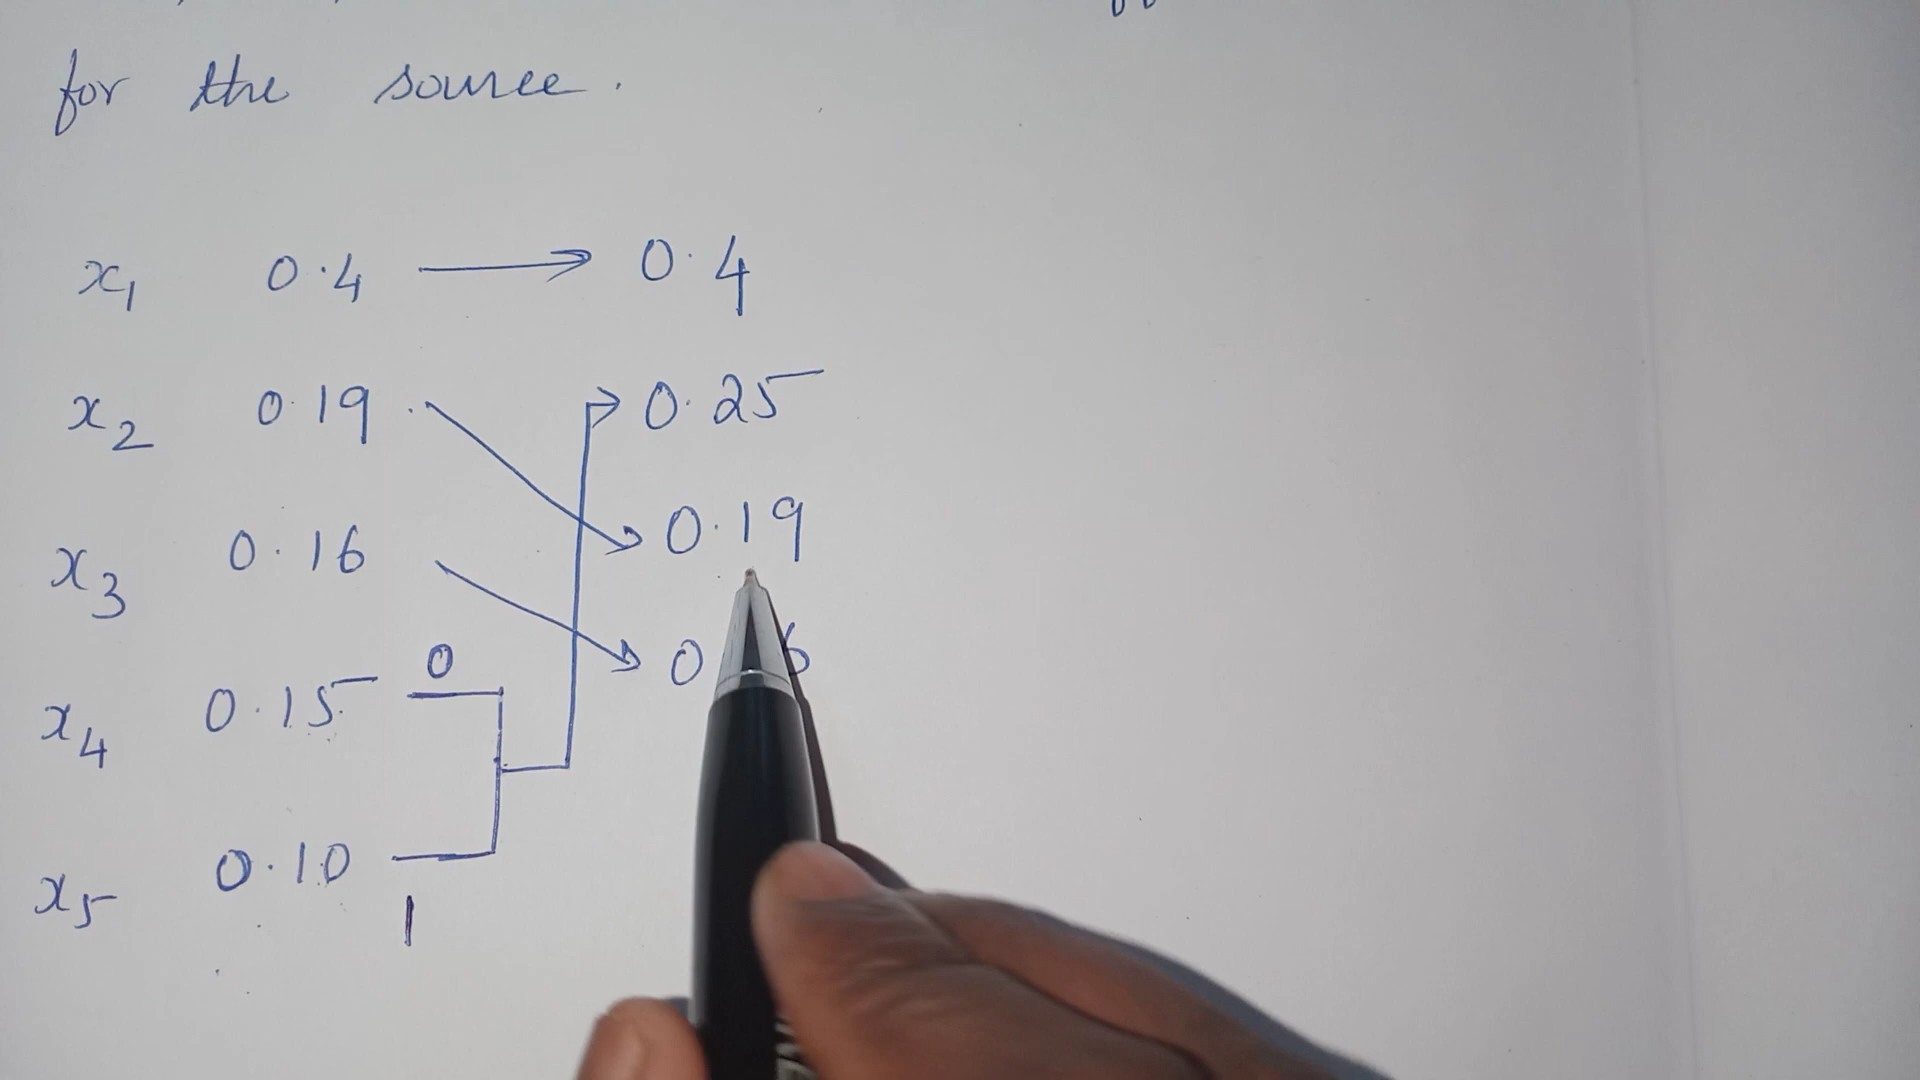 for the source.
x1 0.4 → 0.4
x2 0.19 → 0.25
x3 0.16 → 0.19
0
x4 0.15
x5 0.10
1